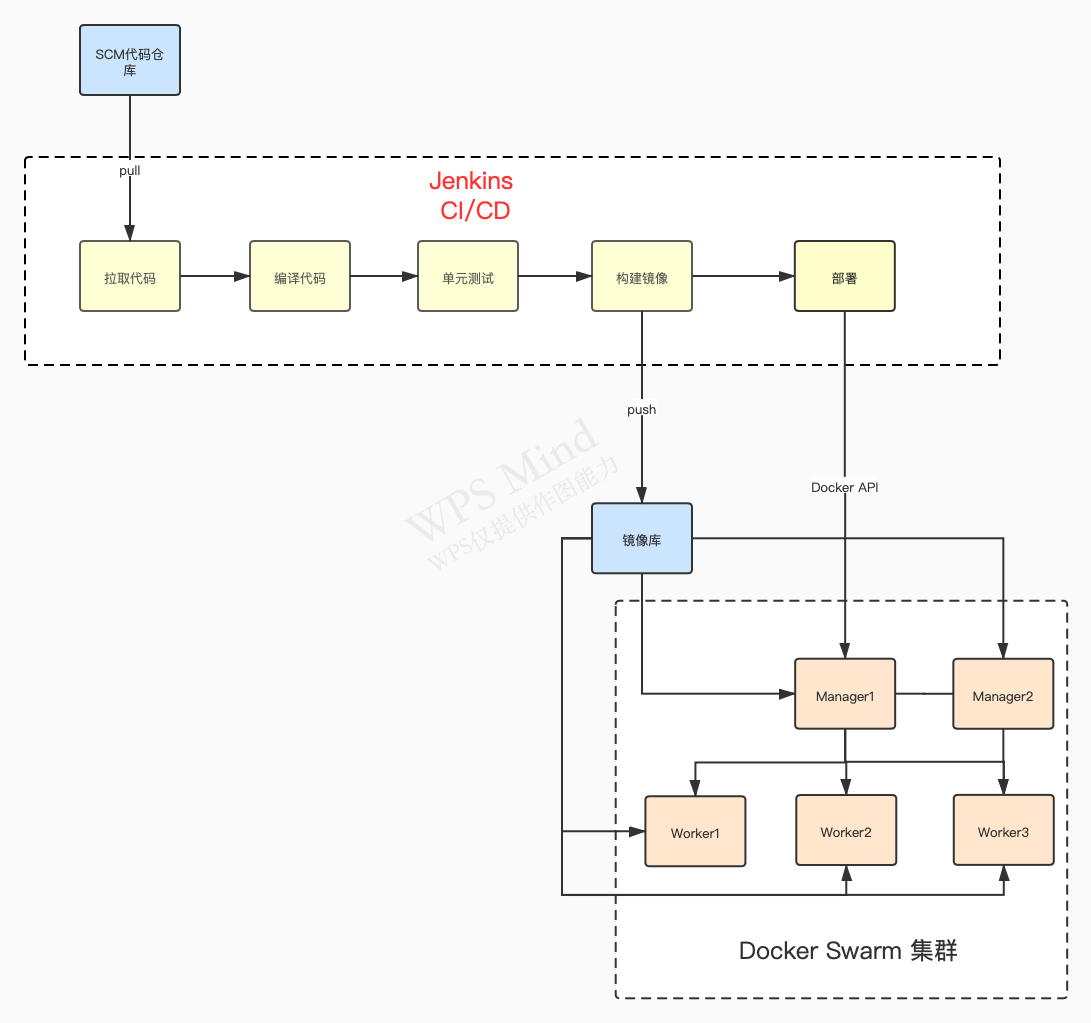 SCM代码仓
库
pull
Jenkins
CI/CD
拉取代码
编译代码
单元测试
构建镜像
部署
push
WPS Mind
WPS仅提供作图能力
Docker API
镜像库
Manager1
Manager2
Worker1
Worker2
Worker3
Docker Swarm 集群